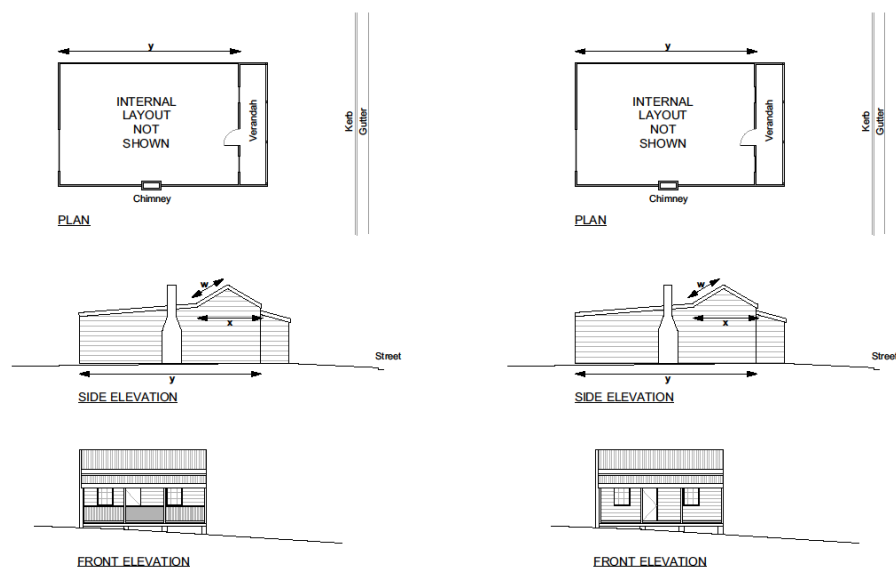 y
INTERNAL
LAYOUT
NOT
SHOWN
Verandah
Kerb
Gutter
Chimney
PLAN
w
x
Street
y
SIDE ELEVATION
FRONT ELEVATION
y
INTERNAL
LAYOUT
NOT
SHOWN
Verandah
Kerb
Gutter
Chimney
PLAN
w
x
Street
y
SIDE ELEVATION
FRONT ELEVATION